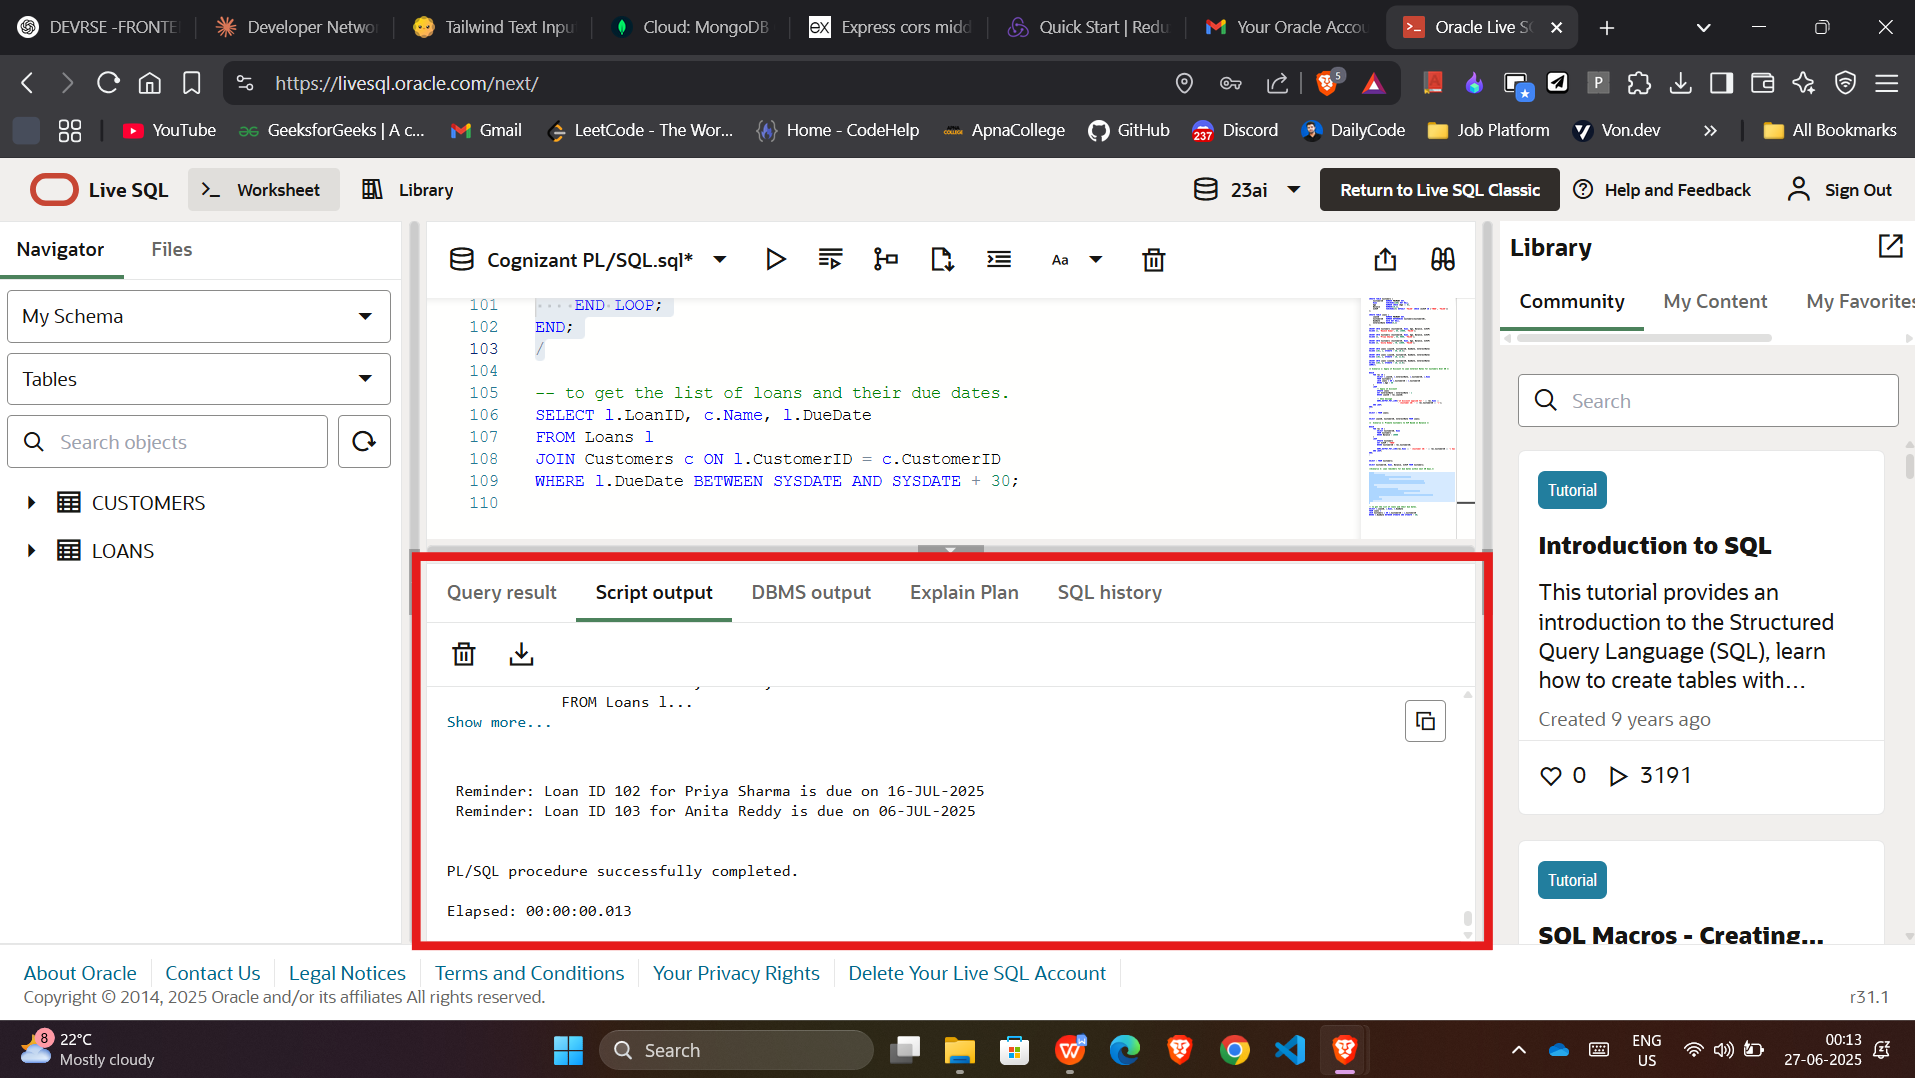 DEVRSE -FRONTE
Developer Netwo
Tailwind Text Inpu
Cloud: MongoDB
ex
Express cors midd
Quick Start | Redu
Your Oracle Acco
Oracle Live S
https://livesql.oracle.com/next/
5
P
YouTube
GeeksforGeeks | A c...
Gmail
LeetCode - The Wor...
Home - CodeHelp
ApnaCollege
GitHub
237
Discord
DailyCode
Job Platform
Von.dev
All Bookmarks
Live SQL
Worksheet
Library
23ai
Return to Live SQL Classic
Help and Feedback
Sign Out
Navigator
Files
My Schema
Tables
Search objects
CUSTOMERS
LOANS
Cognizant PL/SQL.sql*
Aa
101 END LOOP;
102 END;
103 /
104
105 -- to get the list of loans and their due dates.
106 SELECT l.LoanID, c.Name, l.DueDate
107 FROM Loans l
108 JOIN Customers c ON l.CustomerID = c.CustomerID
109 WHERE l.DueDate BETWEEN SYSDATE AND SYSDATE + 30;
110
Query result
Script output
DBMS output
Explain Plan
SQL history
FROM Loans l...
Show more...
Reminder: Loan ID 102 for Priya Sharma is due on 16-JUL-2025
Reminder: Loan ID 103 for Anita Reddy is due on 06-JUL-2025
PL/SQL procedure successfully completed.
Elapsed: 00:00:00.013
Library
Community
My Content
My Favorites
Search
Tutorial
Introduction to SQL
This tutorial provides an
introduction to the Structured
Query Language (SQL), learn
how to create tables with...
Created 9 years ago
0
3191
Tutorial
SQL Macros - Creating...
About Oracle
Contact Us
Legal Notices
Terms and Conditions
Your Privacy Rights
Delete Your Live SQL Account
Copyright © 2014, 2025 Oracle and/or its affiliates All rights reserved.
r31.1
8
22°C
Mostly cloudy
Search
ENG
US
00:13
27-06-2025